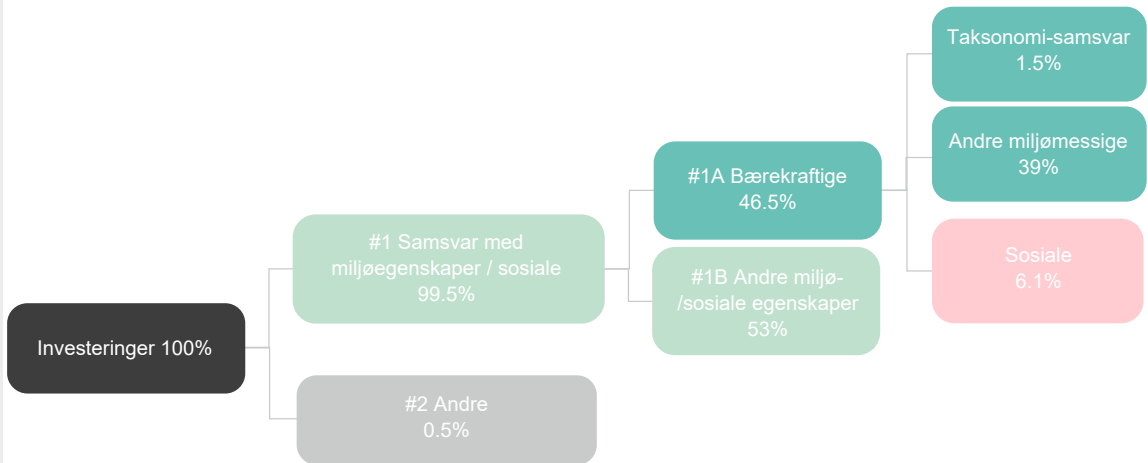 Investeringer 100%
#1 Samsvar med
miljøegenskaper / sosiale
99.5%
#2 Andre
0.5%
#1A Bærekraftige
46.5%
#1B Andre miljø-
/sosiale egenskaper
53%
Taksonomi-samsvar
1.5%
Andre miljømessige
39%
Sosiale
6.1%